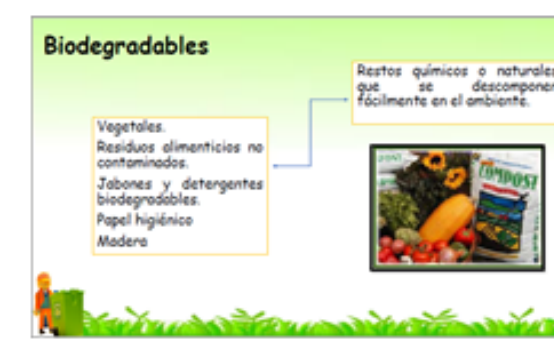 Biodegradables
Restos químicos o naturales
que se descomponen
fácilmente en el ambiente.
Vegetales.
Residuos alimenticios no
contaminados.
Jabones y detergentes
biodegradables.
Papel higiénico
Madera
COMPOST